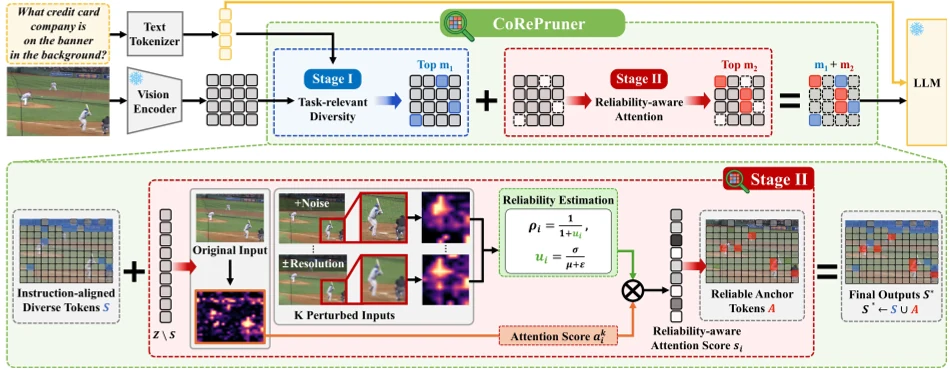 What credit card
company is
on the banner
in the background?
Text
Tokenizer
Vision
Encoder
CoRePruner
Stage I
Task-relevant
Diversity
Top m₁
Stage II
Reliability-aware
Attention
Top m₂
m₁ + m₂
LLM
Stage II
Instruction-aligned
Diverse Tokens S
Z \ S
Original Input
+Noise
±Resolution
K Perturbed Inputs
Reliability Estimation
ρᵢ = 1/(1+uᵢ),
uᵢ = σ/(μ+ε)
Attention Score aᵢᵏ
Reliability-aware
Attention Score sᵢ
Reliable Anchor
Tokens A
Final Outputs S*
S* ← S ∪ A